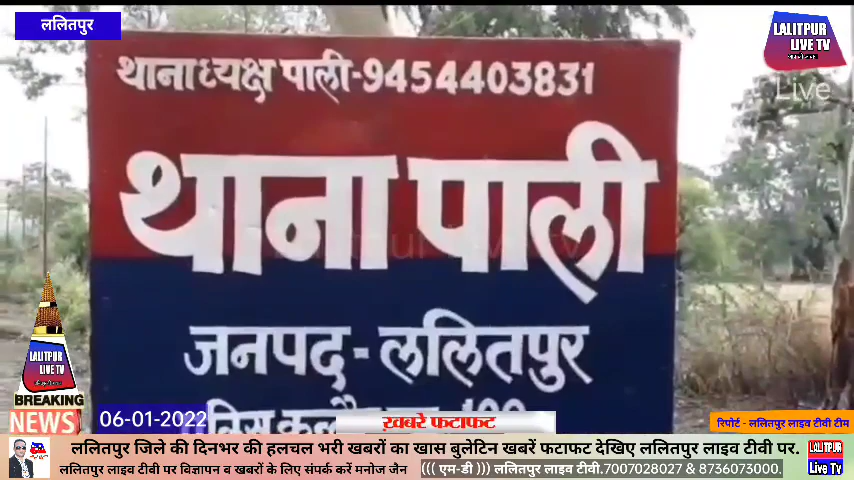 ललितपुर
LALITPUR
LIVE TV
Live
थानाध्यक्ष पाली-9454403831
थाना पाली
जनपद-ललितपुर
LALITPUR
LIVE TV
BREAKING
NEWS
06-01-2022
ख़बरे फटाफट
रिपोर्ट - ललितपुर लाइव टीवी टीम
ललितपुर जिले की दिनभर की हलचल भरी खबरों का खास बुलेटिन खबरें फटाफट देखिए ललितपुर लाइव टीवी पर.
ललितपुर लाइव टीवी पर विज्ञापन व खबरों के लिए संपर्क करें मनोज जैन ((( एम-डी ))) ललितपुर लाइव टीवी.7007028027 & 8736073000.
LALITPUR
Live Tv